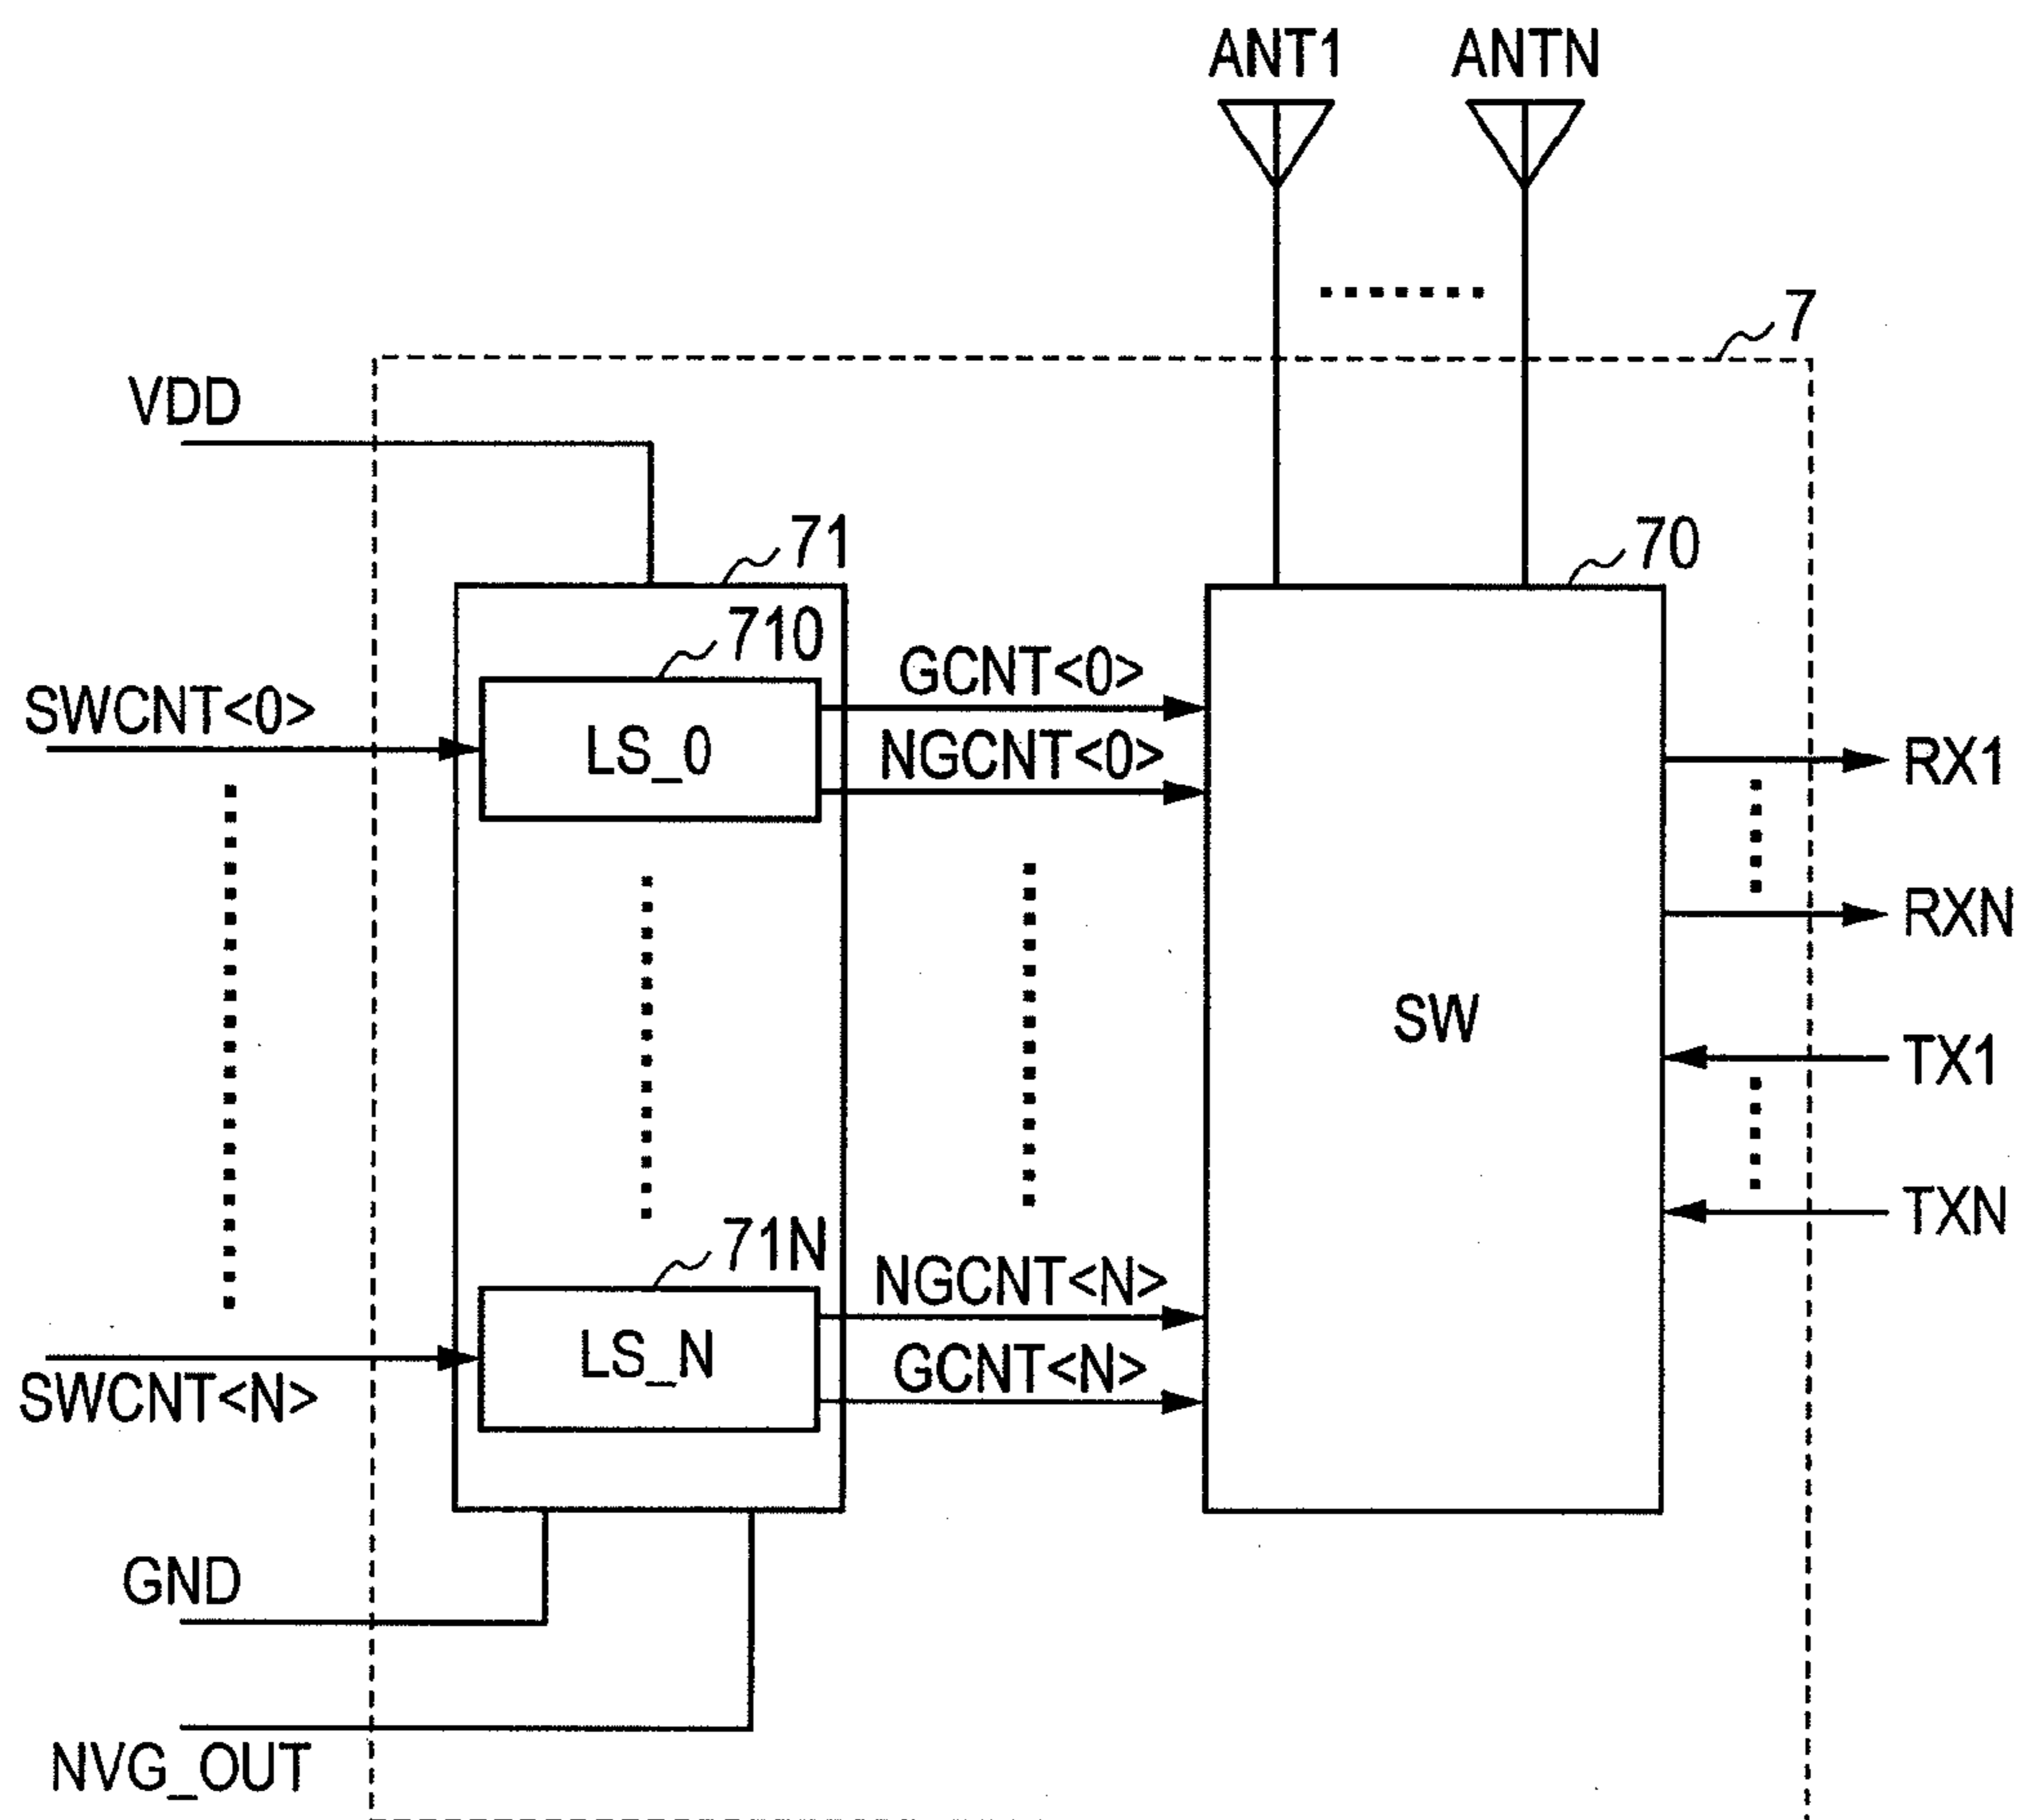 ANT1 ANTN
7
VDD
71
70
710
GCNT<0>
SWCNT<0>
LS_0
NGCNT<0>
RX1
RXN
SW
TX1
TXN
71N
NGCNT<N>
LS_N
GCNT<N>
SWCNT<N>
GND
NVG_OUT